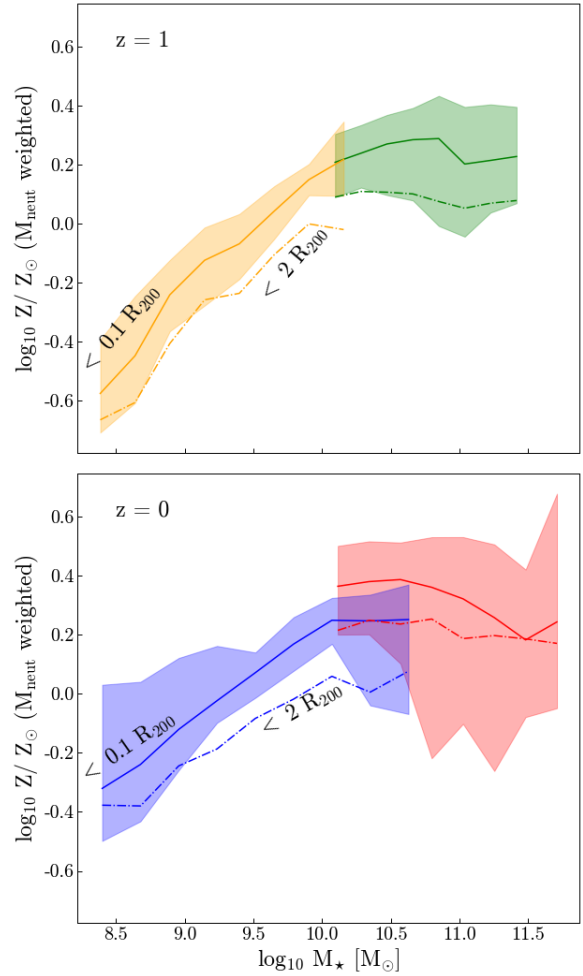 z = 1
0.6
0.4
0.2
0.0
-0.2
-0.4
-0.6
log₁₀ Z/ Z⊙ (M_neut weighted)
< 0.1 R₂₀₀
< 2 R₂₀₀
z = 0
0.6
0.4
0.2
0.0
-0.2
-0.4
-0.6
log₁₀ Z/ Z⊙ (M_neut weighted)
< 0.1 R₂₀₀
< 2 R₂₀₀
8.5 9.0 9.5 10.0 10.5 11.0 11.5
log₁₀ M⋆ [M⊙]